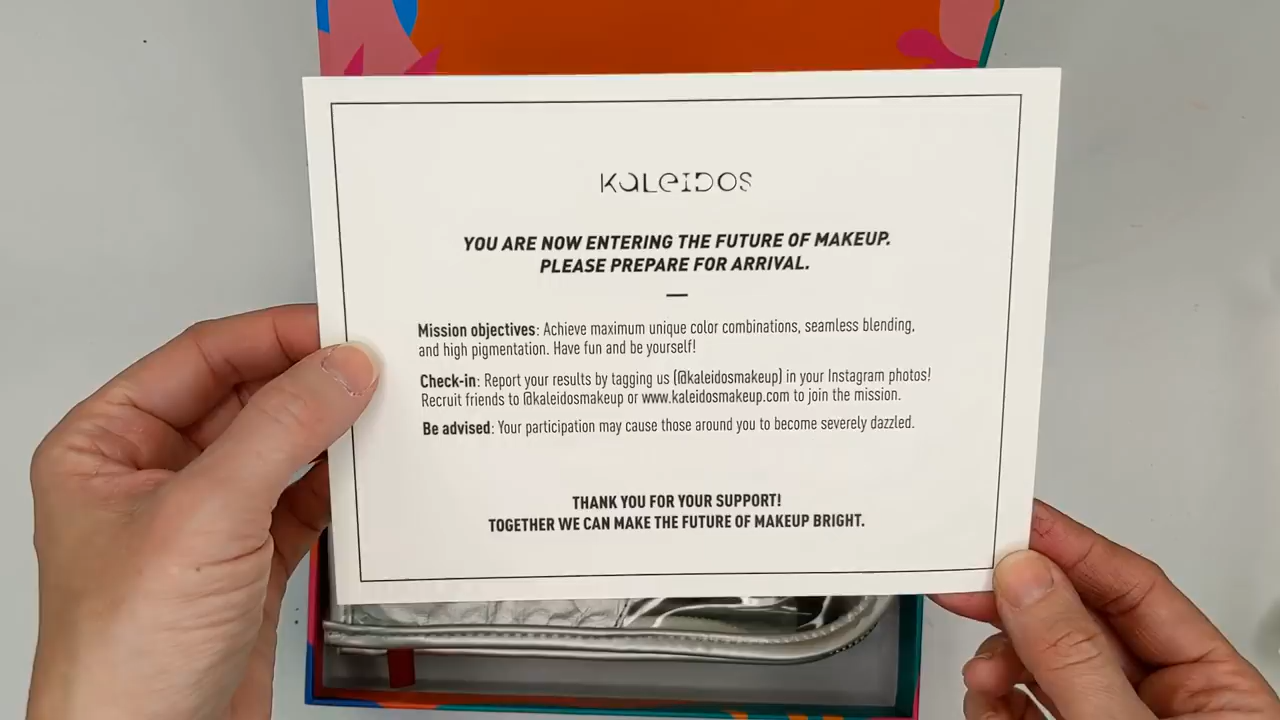 KALEIDOS
YOU ARE NOW ENTERING THE FUTURE OF MAKEUP.
PLEASE PREPARE FOR ARRIVAL.
Mission objectives: Achieve maximum unique color combinations, seamless blending,
and high pigmentation. Have fun and be yourself!
Check-in: Report your results by tagging us (@kaleidosmakeup) in your Instagram photos!
Recruit friends to @kaleidosmakeup or www.kaleidosmakeup.com to join the mission.
Be advised: Your participation may cause those around you to become severely dazzled.
THANK YOU FOR YOUR SUPPORT!
TOGETHER WE CAN MAKE THE FUTURE OF MAKEUP BRIGHT.